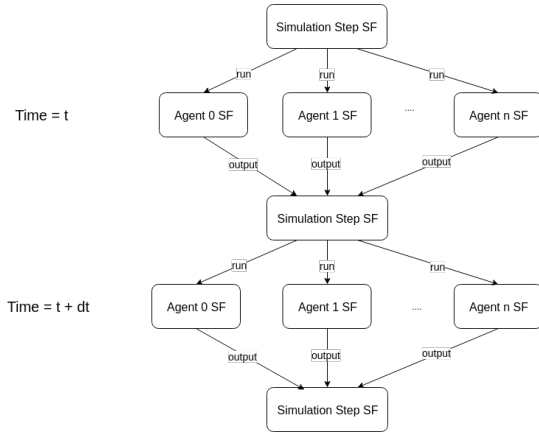 Simulation Step SF
run
run
run
Time = t
Agent 0 SF
Agent 1 SF
....
Agent n SF
output
output
output
Simulation Step SF
run
run
run
Time = t + dt
Agent 0 SF
Agent 1 SF
....
Agent n SF
output
output
output
Simulation Step SF